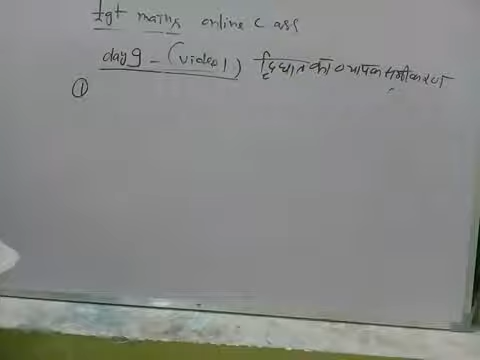 tgt maths online class
day 9 - (video 1) द्विघात का व्यापक समीकरण
①